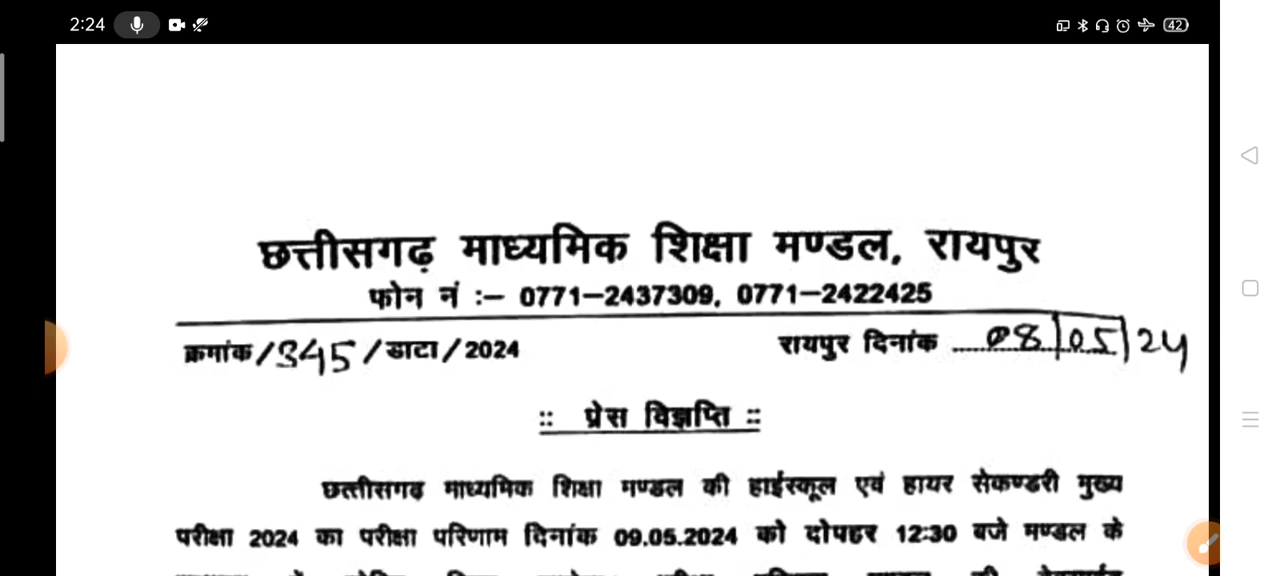 2:24
42
छत्तीसगढ़ माध्यमिक शिक्षा मण्डल, रायपुर
फोन नं :– 0771–2437309, 0771–2422425
क्रमांक/345/डाटा/2024 रायपुर दिनांक ........08/05/24
:: प्रेस विज्ञप्ति ::
छत्तीसगढ़ माध्यमिक शिक्षा मण्डल की हाईस्कूल एवं हायर सेकण्डरी मुख्य
परीक्षा 2024 का परीक्षा परिणाम दिनांक 09.05.2024 को दोपहर 12:30 बजे मण्डल के